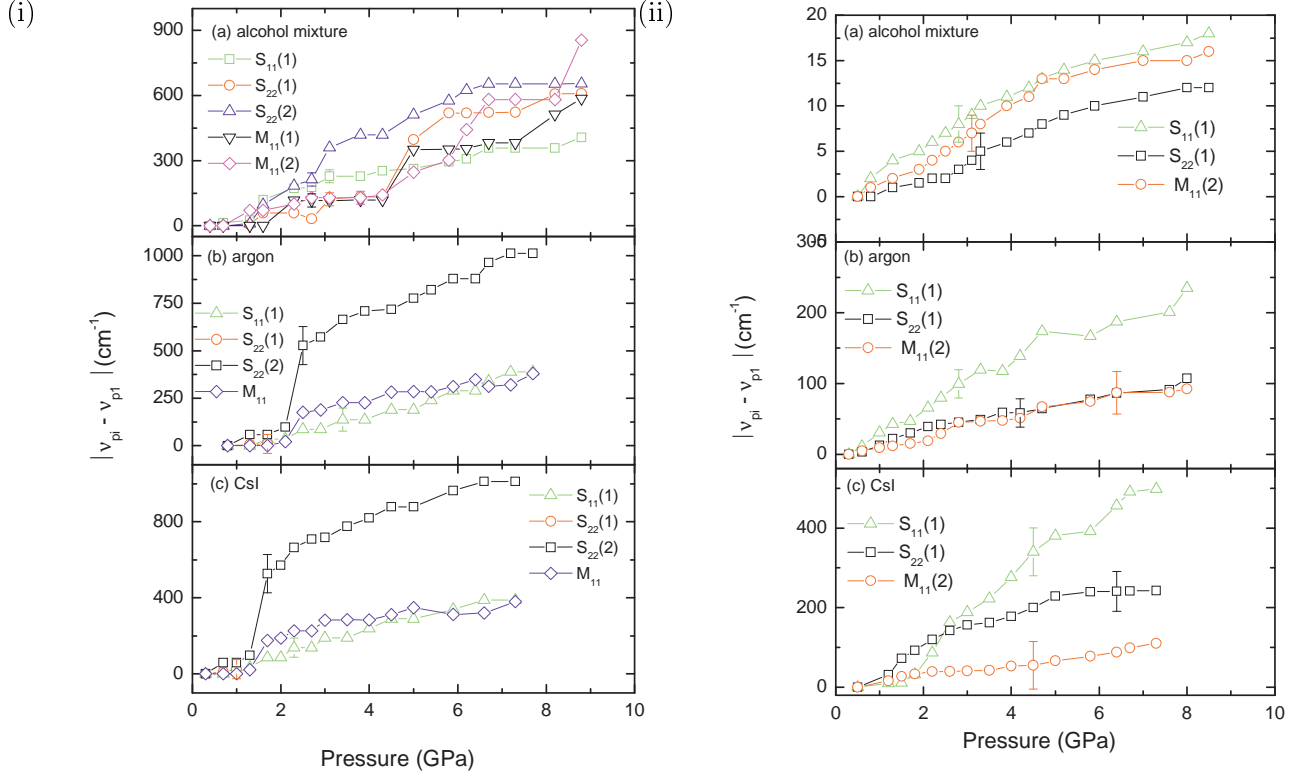 (i)
(a) alcohol mixture
S₁₁(1)
S₂₂(1)
S₂₂(2)
M₁₁(1)
M₁₁(2)
900
600
300
0
(b) argon
S₁₁(1)
S₂₂(1)
S₂₂(2)
M₁₁
1000
750
500
250
0
| νₚᵢ - νₚ₁ | (cm⁻¹)
(c) CsI
S₁₁(1)
S₂₂(1)
S₂₂(2)
M₁₁
800
400
0
0 2 4 6 8 10
Pressure (GPa)
(ii)
(a) alcohol mixture
S₁₁(1)
S₂₂(1)
M₁₁(2)
20
15
10
5
0
(b) argon
S₁₁(1)
S₂₂(1)
M₁₁(2)
200
100
0
| νₚᵢ - νₚ₁ | (cm⁻¹)
(c) CsI
S₁₁(1)
S₂₂(1)
M₁₁(2)
400
200
0
0 2 4 6 8 10
Pressure (GPa)